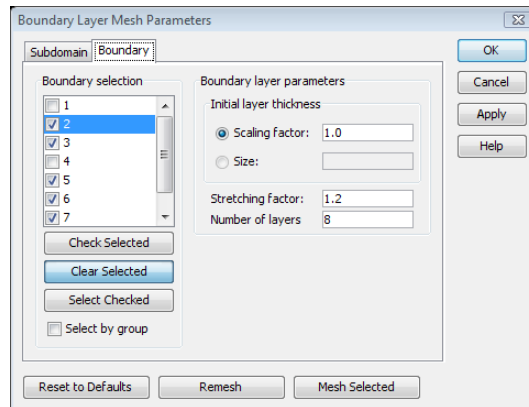 Boundary Layer Mesh Parameters
Subdomain Boundary
OK
Cancel
Apply
Help
Boundary selection
1
2
3
4
5
6
7
Check Selected
Clear Selected
Select Checked
Select by group
Boundary layer parameters
Initial layer thickness
Scaling factor: 1.0
Size:
Stretching factor: 1.2
Number of layers 8
Reset to Defaults Remesh Mesh Selected